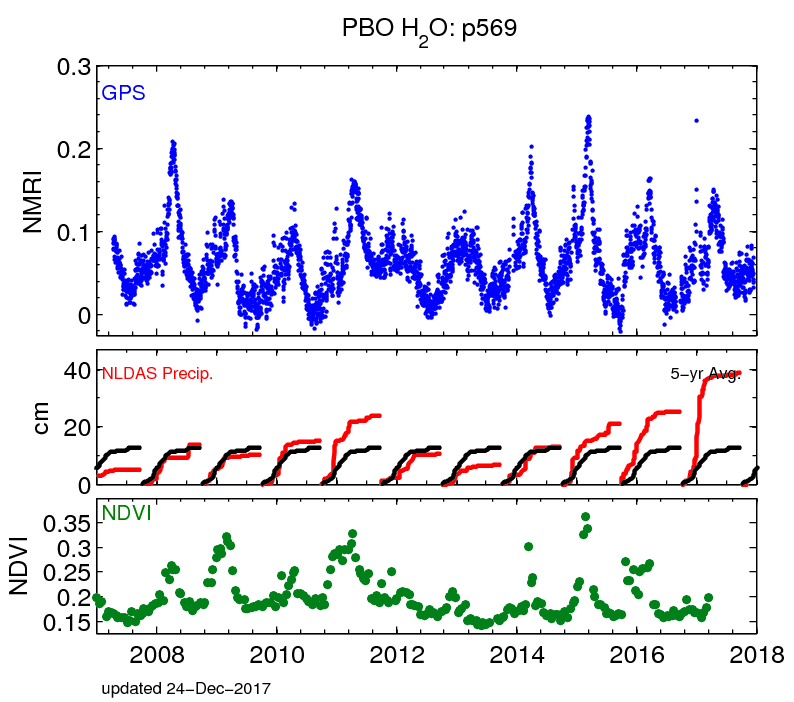 PBO H2O: p569
0.3
GPS
0.2
NMRI
0.1
0
NLDAS Precip.
5-yr Avg.
40
cm
20
0
NDVI
0.35
0.3
NDVI
0.25
0.2
0.15
2008 2010 2012 2014 2016 2018
updated 24-Dec-2017